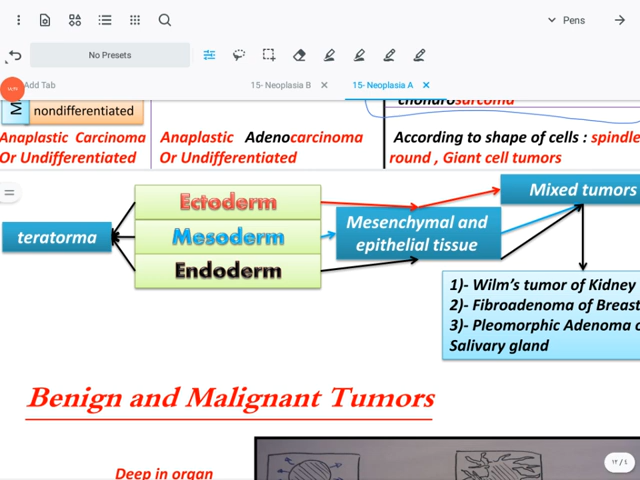 Pens
No Presets
Add Tab
15- Neoplasia B
15- Neoplasia A
M
nondifferentiated
chondrosarcoma
Anaplastic Carcinoma
Or Undifferentiated
Anaplastic Adenocarcinoma
Or Undifferentiated
According to shape of cells : spindle
round , Giant cell tumors
teratorma
Ectoderm
Mesoderm
Endoderm
Mesenchymal and
epithelial tissue
Mixed tumors
1)- Wilm's tumor of Kidney
2)- Fibroadenoma of Breast
3)- Pleomorphic Adenoma o
Salivary gland
Benign and Malignant Tumors
Deep in organ
١٢ / ٤